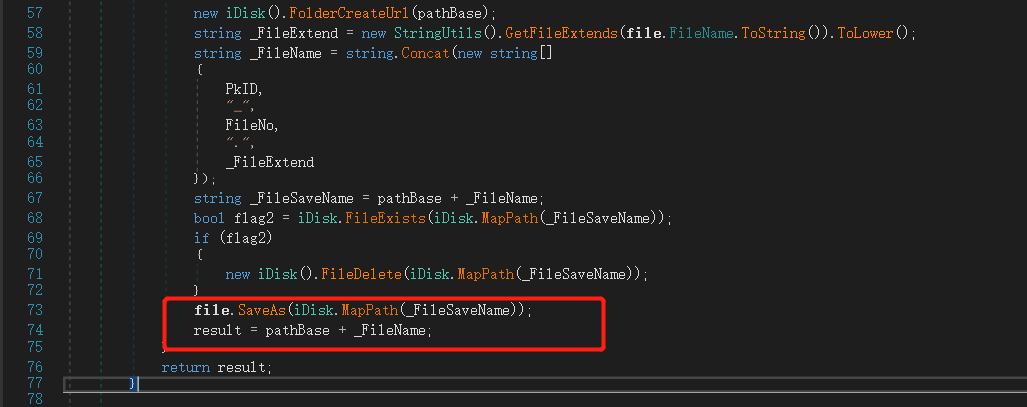 57 new iDisk().FolderCreateUrl(pathBase);
58 string _FileExtend = new StringUtils().GetFileExtends(file.FileName.ToString()).ToLower();
59 string _FileName = string.Concat(new string[]
60 {
61 PkID,
62 "_",
63 FileNo,
64 ".",
65 _FileExtend
66 });
67 string _FileSaveName = pathBase + _FileName;
68 bool flag2 = iDisk.FileExists(iDisk.MapPath(_FileSaveName));
69 if (flag2)
70 {
71 new iDisk().FileDelete(iDisk.MapPath(_FileSaveName));
72 }
73 file.SaveAs(iDisk.MapPath(_FileSaveName));
74 result = pathBase + _FileName;
75 }
76 return result;
77 }
78